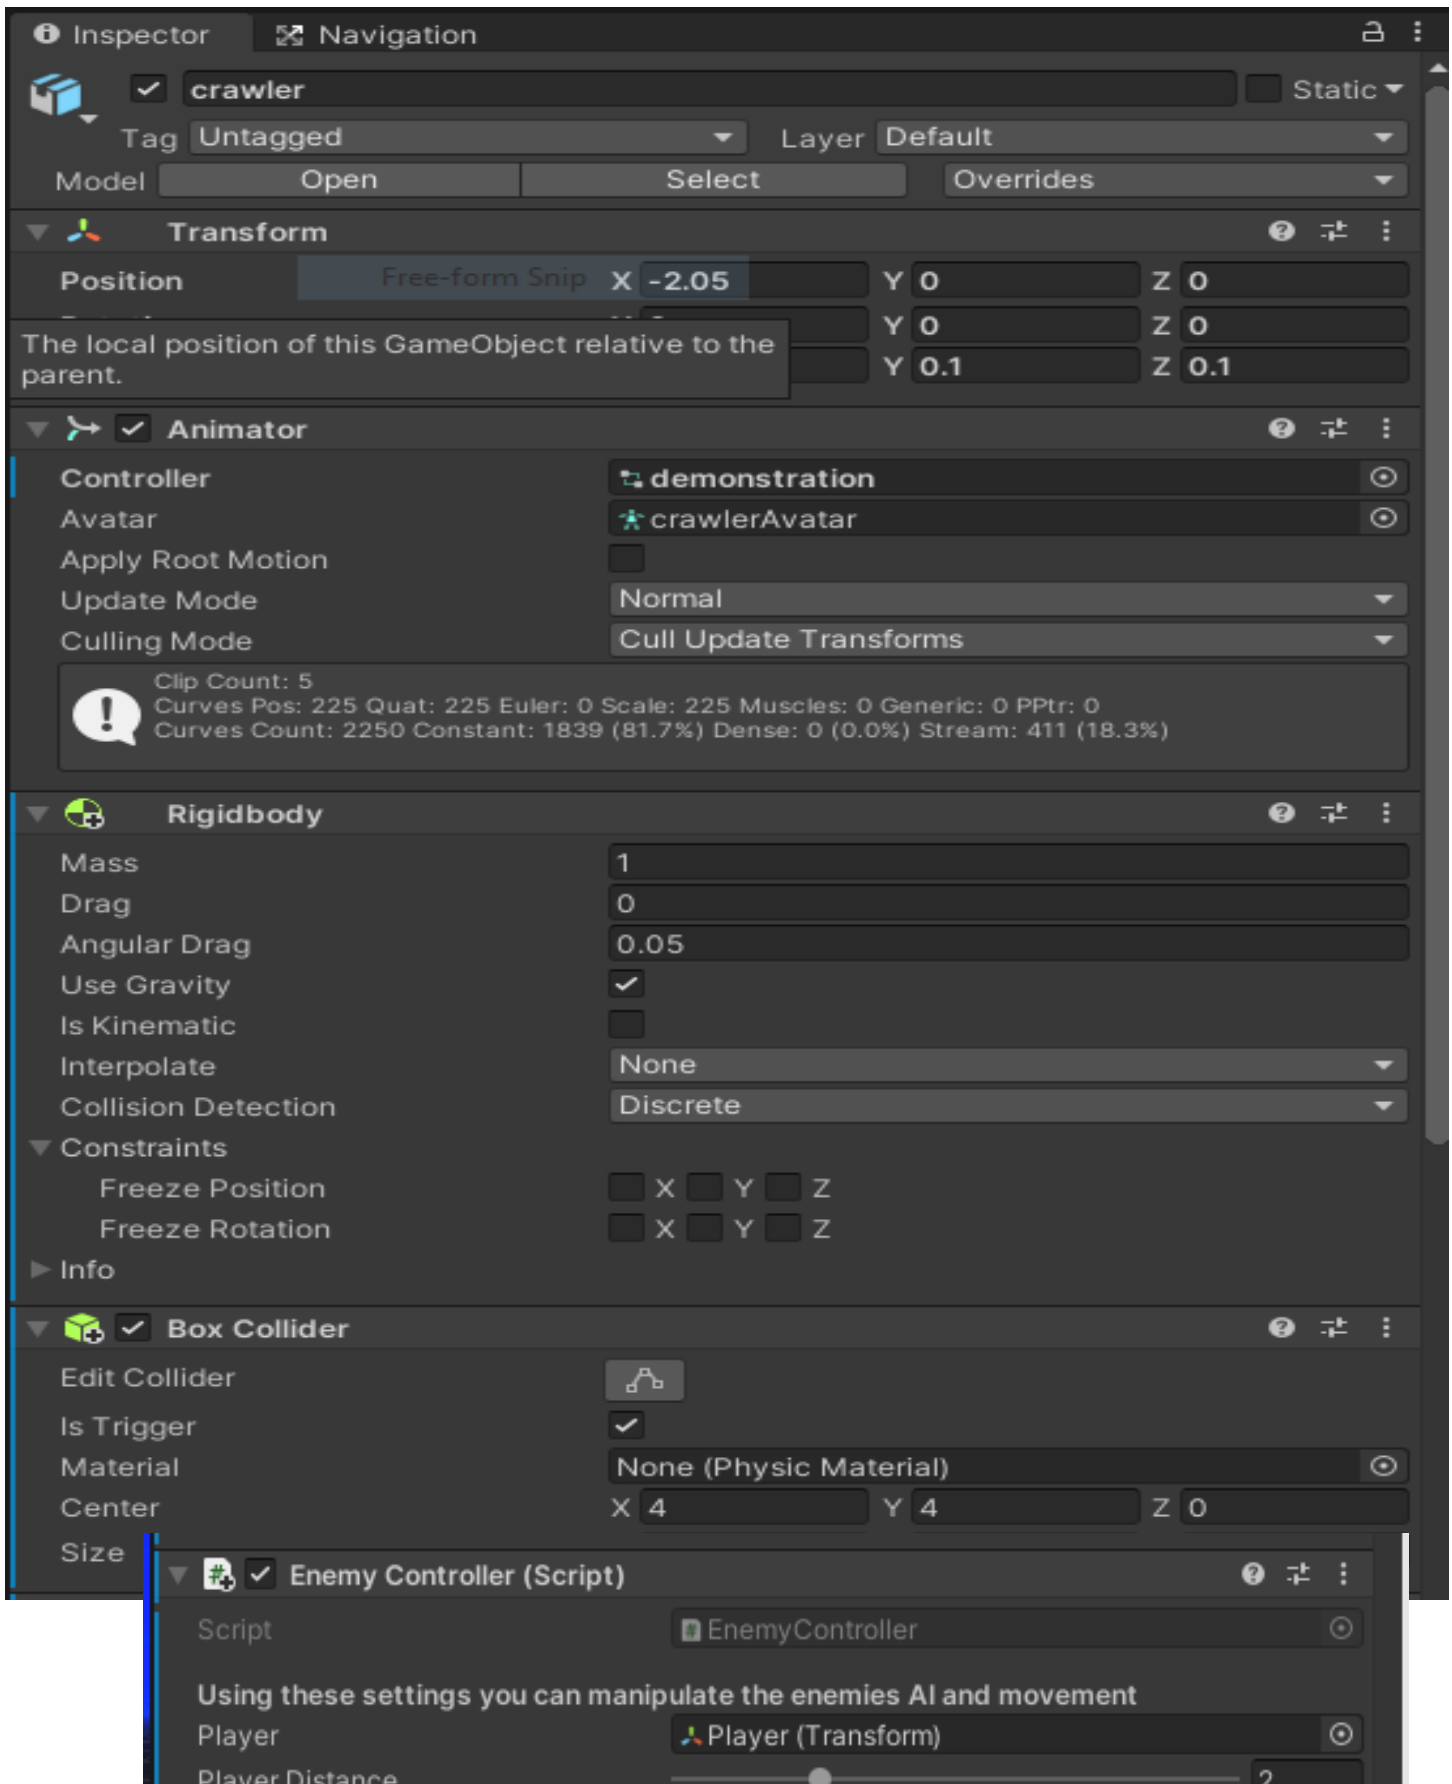 Inspector Navigation
crawler Static
Tag Untagged Layer Default
Model Open Select Overrides
Transform
Position Free-form Snip X -2.05 Y 0 Z 0
Y 0 Z 0
The local position of this GameObject relative to the
parent.
Y 0.1 Z 0.1
Animator
Controller demonstration
Avatar crawlerAvatar
Apply Root Motion
Update Mode Normal
Culling Mode Cull Update Transforms
Clip Count: 5
Curves Pos: 225 Quat: 225 Euler: 0 Scale: 225 Muscles: 0 Generic: 0 PPtr: 0
Curves Count: 2250 Constant: 1839 (81.7%) Dense: 0 (0.0%) Stream: 411 (18.3%)
Rigidbody
Mass 1
Drag 0
Angular Drag 0.05
Use Gravity
Is Kinematic
Interpolate None
Collision Detection Discrete
Constraints
Freeze Position X Y Z
Freeze Rotation X Y Z
Info
Box Collider
Edit Collider
Is Trigger
Material None (Physic Material)
Center X 4 Y 4 Z 0
Size
Enemy Controller (Script)
Script EnemyController
Using these settings you can manipulate the enemies AI and movement
Player Player (Transform)
Player Distance 2